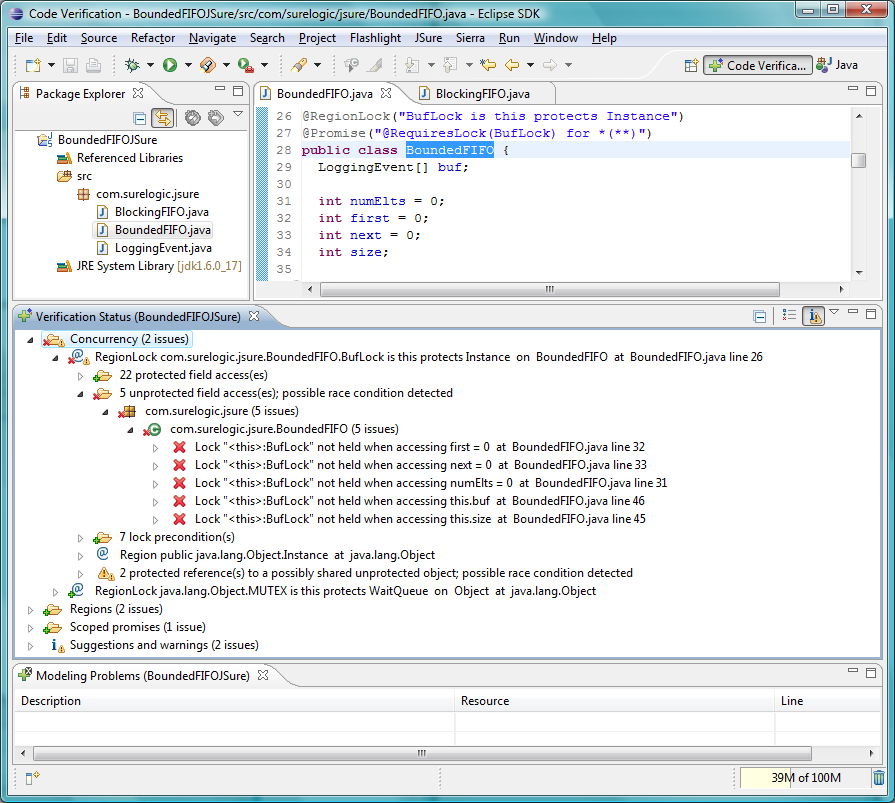 Code Verification - BoundedFIFOJSure/src/com/surelogic/jsure/BoundedFIFO.java - Eclipse SDK
File Edit Source Refactor Navigate Search Project Flashlight JSure Sierra Run Window Help
Code Verifica... Java
Package Explorer
BoundedFIFOJSure
Referenced Libraries
src
com.surelogic.jsure
BlockingFIFO.java
BoundedFIFO.java
LoggingEvent.java
JRE System Library [jdk1.6.0_17]
BoundedFIFO.java BlockingFIFO.java
26 @RegionLock("BufLock is this protects Instance")
27 @Promise("@RequiresLock(BufLock) for *(**)")
28 public class BoundedFIFO {
29 LoggingEvent[] buf;
30
31 int numElts = 0;
32 int first = 0;
33 int next = 0;
34 int size;
35
Verification Status (BoundedFIFOJSure)
Concurrency (2 issues)
RegionLock com.surelogic.jsure.BoundedFIFO.BufLock is this protects Instance on BoundedFIFO at BoundedFIFO.java line 26
22 protected field access(es)
5 unprotected field access(es); possible race condition detected
com.surelogic.jsure (5 issues)
com.surelogic.jsure.BoundedFIFO (5 issues)
Lock "<this>:BufLock" not held when accessing first = 0 at BoundedFIFO.java line 32
Lock "<this>:BufLock" not held when accessing next = 0 at BoundedFIFO.java line 33
Lock "<this>:BufLock" not held when accessing numElts = 0 at BoundedFIFO.java line 31
Lock "<this>:BufLock" not held when accessing this.buf at BoundedFIFO.java line 46
Lock "<this>:BufLock" not held when accessing this.size at BoundedFIFO.java line 45
7 lock precondition(s)
Region public java.lang.Object.Instance at java.lang.Object
2 protected reference(s) to a possibly shared unprotected object; possible race condition detected
RegionLock java.lang.Object.MUTEX is this protects WaitQueue on Object at java.lang.Object
Regions (2 issues)
Scoped promises (1 issue)
Suggestions and warnings (2 issues)
Modeling Problems (BoundedFIFOJSure)
Description Resource Line
39M of 100M